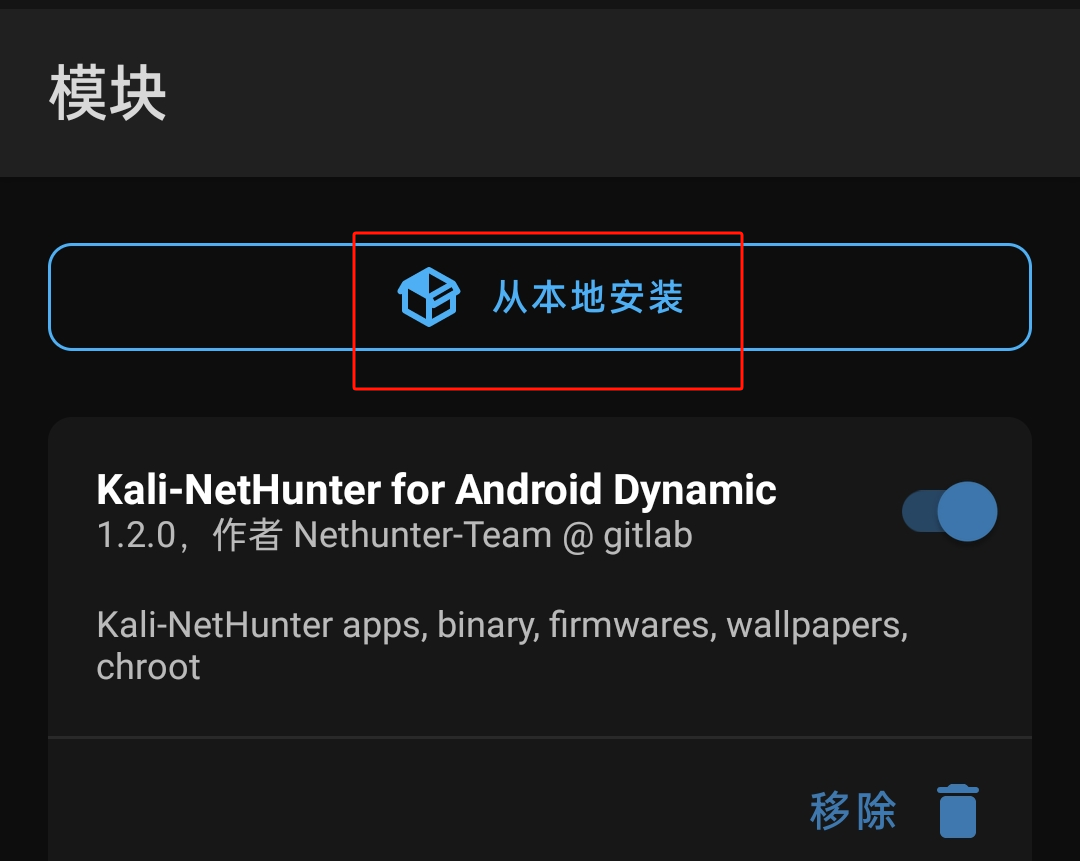 模块
从本地安装
Kali-NetHunter for Android Dynamic
1.2.0，作者 Nethunter-Team @ gitlab
Kali-NetHunter apps, binary, firmwares, wallpapers,
chroot
移除